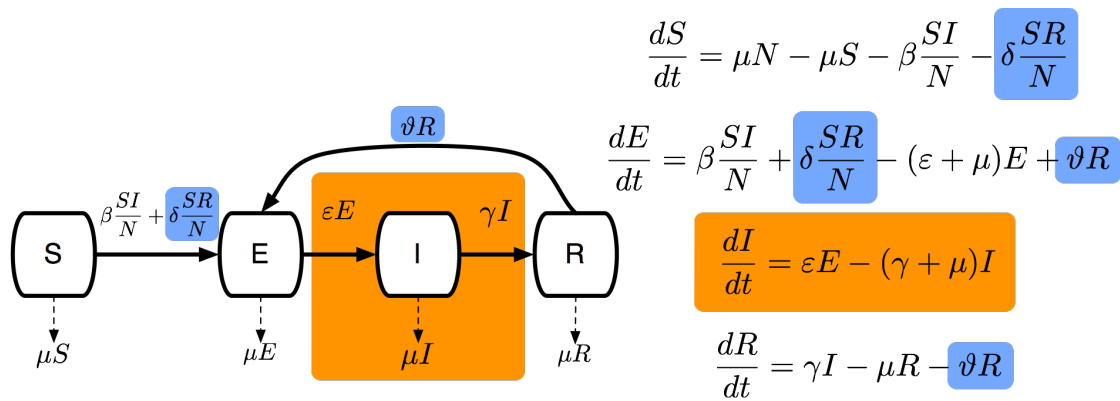 dS/dt = μN − μS − β SI/N − δ SR/N
ϑR
dE/dt = β SI/N + δ SR/N − (ε + μ)E + ϑR
β SI/N + δ SR/N
εE
γI
S
E
I
R
dI/dt = εE − (γ + μ)I
μS
μE
μI
μR
dR/dt = γI − μR − ϑR